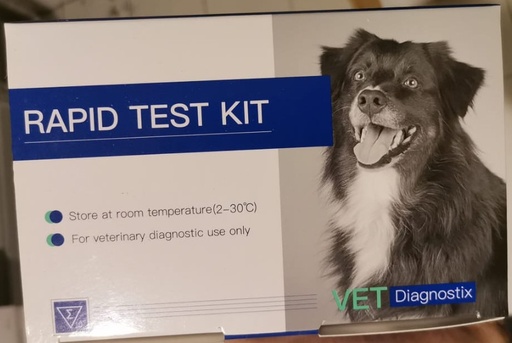 RAPID TEST KIT
Store at room temperature(2-30℃)
For veterinary diagnostic use only
VET Diagnostix